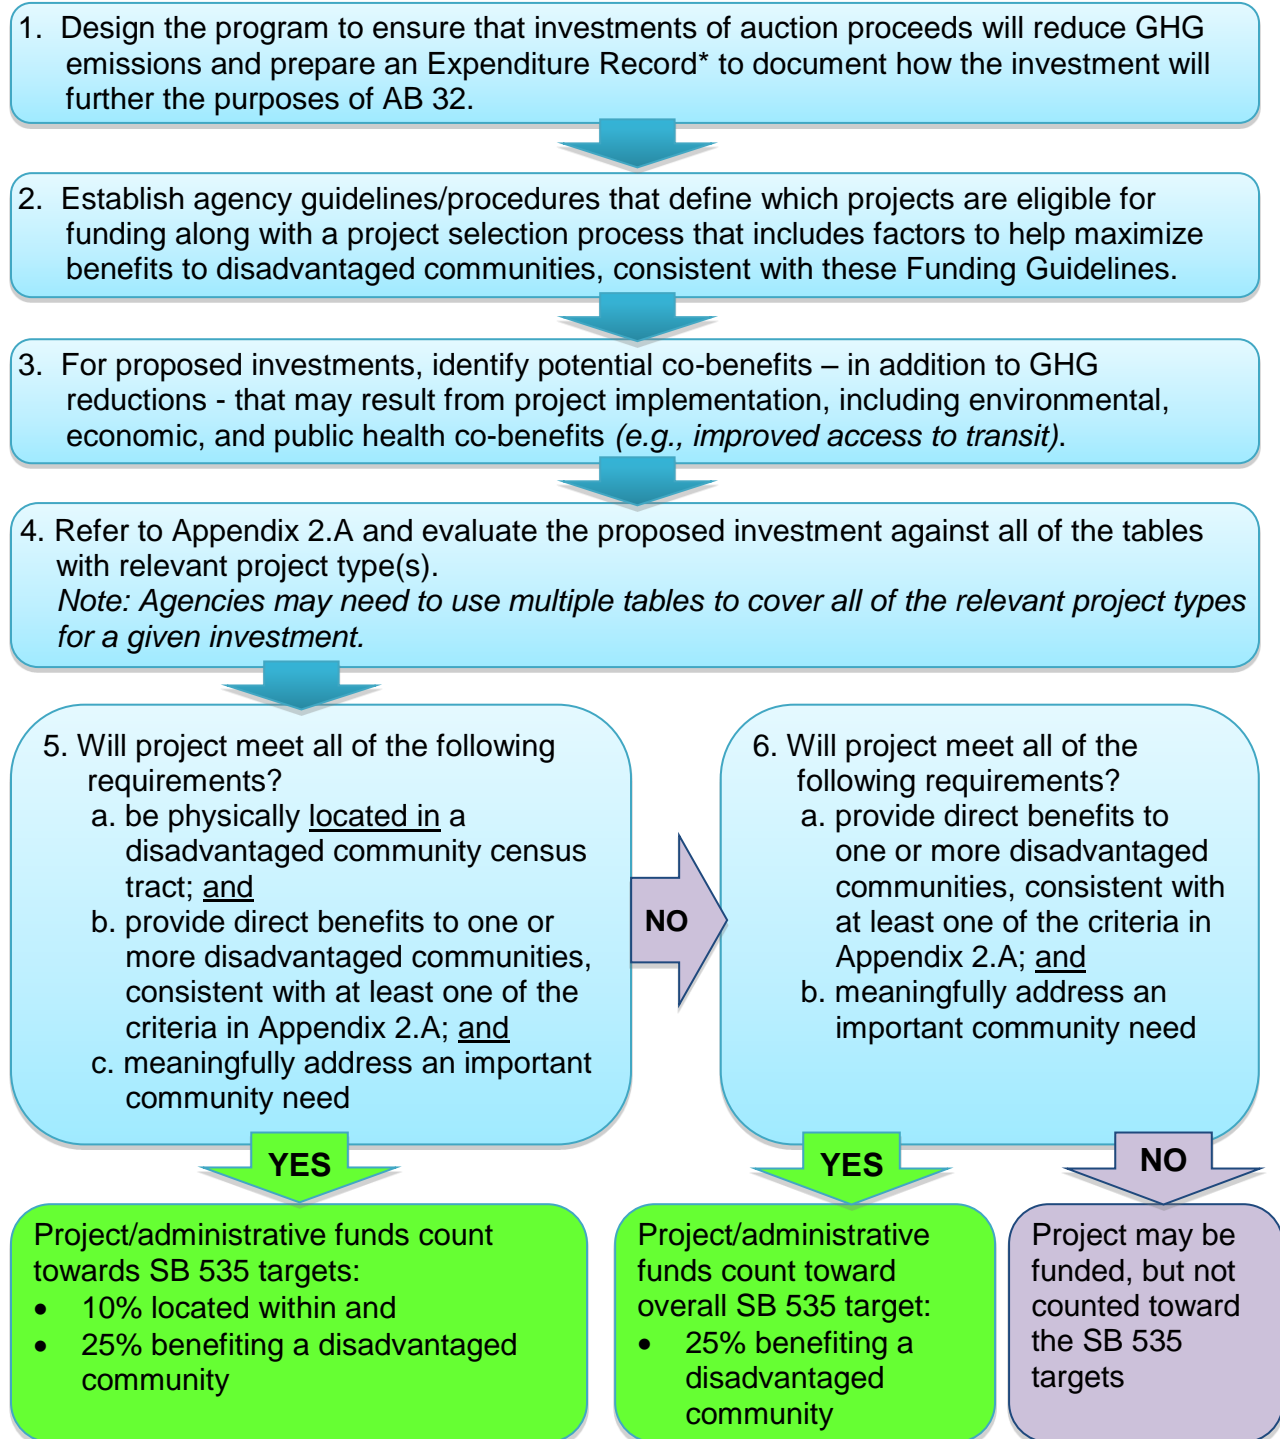 1. Design the program to ensure that investments of auction proceeds will reduce GHG
emissions and prepare an Expenditure Record* to document how the investment will
further the purposes of AB 32.
2. Establish agency guidelines/procedures that define which projects are eligible for
funding along with a project selection process that includes factors to help maximize
benefits to disadvantaged communities, consistent with these Funding Guidelines.
3. For proposed investments, identify potential co-benefits – in addition to GHG
reductions - that may result from project implementation, including environmental,
economic, and public health co-benefits (e.g., improved access to transit).
4. Refer to Appendix 2.A and evaluate the proposed investment against all of the tables
with relevant project type(s).
Note: Agencies may need to use multiple tables to cover all of the relevant project types
for a given investment.
5. Will project meet all of the following
requirements?
a. be physically located in a
disadvantaged community census
tract; and
b. provide direct benefits to one or
more disadvantaged communities,
consistent with at least one of the
criteria in Appendix 2.A; and
c. meaningfully address an important
community need
NO
6. Will project meet all of the
following requirements?
a. provide direct benefits to
one or more disadvantaged
communities, consistent with
at least one of the criteria in
Appendix 2.A; and
b. meaningfully address an
important community need
YES
YES
NO
Project/administrative funds count
towards SB 535 targets:
• 10% located within and
• 25% benefiting a disadvantaged
community
Project/administrative
funds count toward
overall SB 535 target:
• 25% benefiting a
disadvantaged
community
Project may be
funded, but not
counted toward
the SB 535
targets